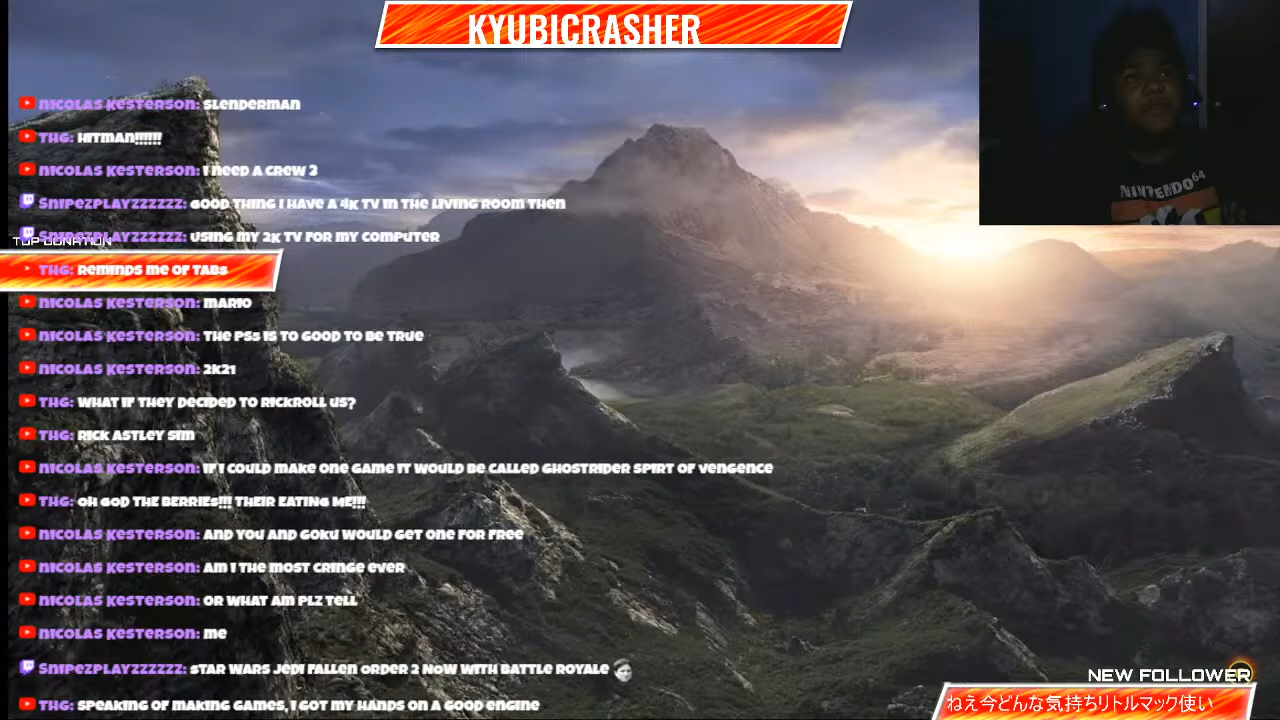 KYUBICRASHER
NICOLAS KESTERSON: SLENDERMAN
THG: HITMAN!!!!!!
NICOLAS KESTERSON: I NEED A CREW 2
SNIPEZPLAYZZZZZZ: GOOD THING I HAVE A 4K TV IN THE LIVING ROOM THEN
SNIPEZPLAYZZZZZZ: USING MY 2K TV FOR MY COMPUTER
TOP DONATION
THG: REMINDS ME OF TABS
NICOLAS KESTERSON: MARIO
NICOLAS KESTERSON: THE PS5 IS TO GOOD TO BE TRUE
NICOLAS KESTERSON: 2K21
THG: WHAT IF THEY DECIDED TO RICKROLL US?
THG: RICK ASTLEY SIM
NICOLAS KESTERSON: IF I COULD MAKE ONE GAME IT WOULD BE CALLED GHOSTRIDER SPIRT OF VENGENCE
THG: OH GOD THE BERRIES!!! THEIR EATING ME!!!
NICOLAS KESTERSON: AND YOU AND GOKU WOULD GET ONE FOR FREE
NICOLAS KESTERSON: AM I THE MOST CRINGE EVER
NICOLAS KESTERSON: OR WHAT AM PLZ TELL
NICOLAS KESTERSON: ME
SNIPEZPLAYZZZZZZ: STAR WARS JEDI FALLEN ORDER 2 NOW WITH BATTLE ROYALE
THG: SPEAKING OF MAKING GAMES, I GOT MY HANDS ON A GOOD ENGINE
NINTENDO64
NEW FOLLOWER
ねえ今どんな気持ちリトルマック使い